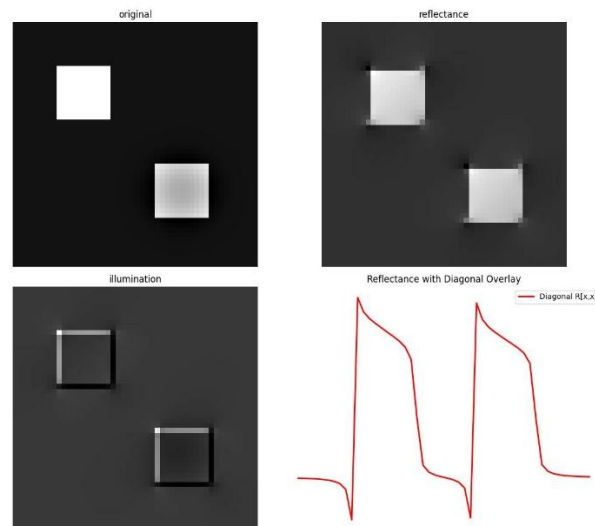 original
reflectance
illumination
Reflectance with Diagonal Overlay
Diagonal R[x,x